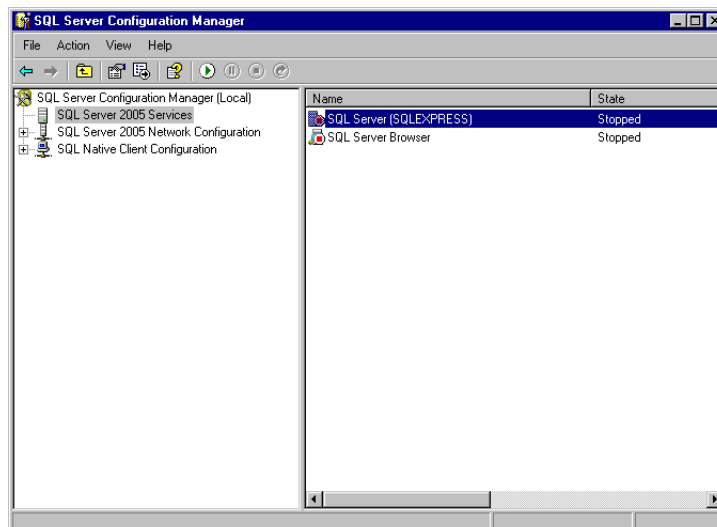 SQL Server Configuration Manager
File Action View Help
SQL Server Configuration Manager (Local)
SQL Server 2005 Services
SQL Server 2005 Network Configuration
SQL Native Client Configuration
Name State
SQL Server (SQLEXPRESS) Stopped
SQL Server Browser Stopped